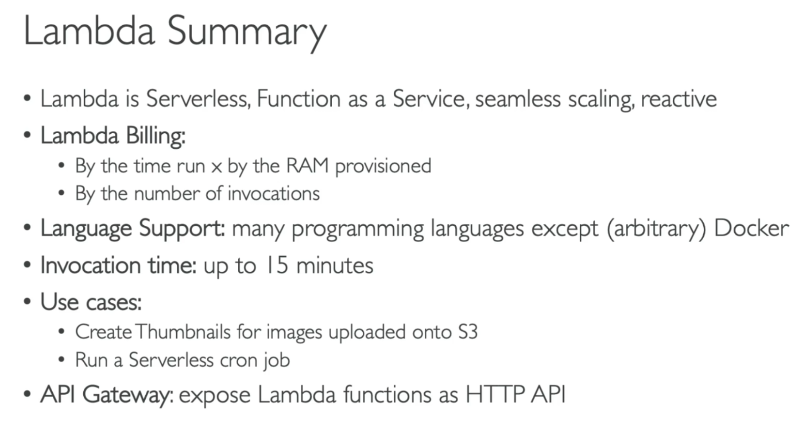 Lambda Summary
• Lambda is Serverless, Function as a Service, seamless scaling, reactive
• Lambda Billing:
• By the time run x by the RAM provisioned
• By the number of invocations
• Language Support: many programming languages except (arbitrary) Docker
• Invocation time: up to 15 minutes
• Use cases:
• Create Thumbnails for images uploaded onto S3
• Run a Serverless cron job
• API Gateway: expose Lambda functions as HTTP API